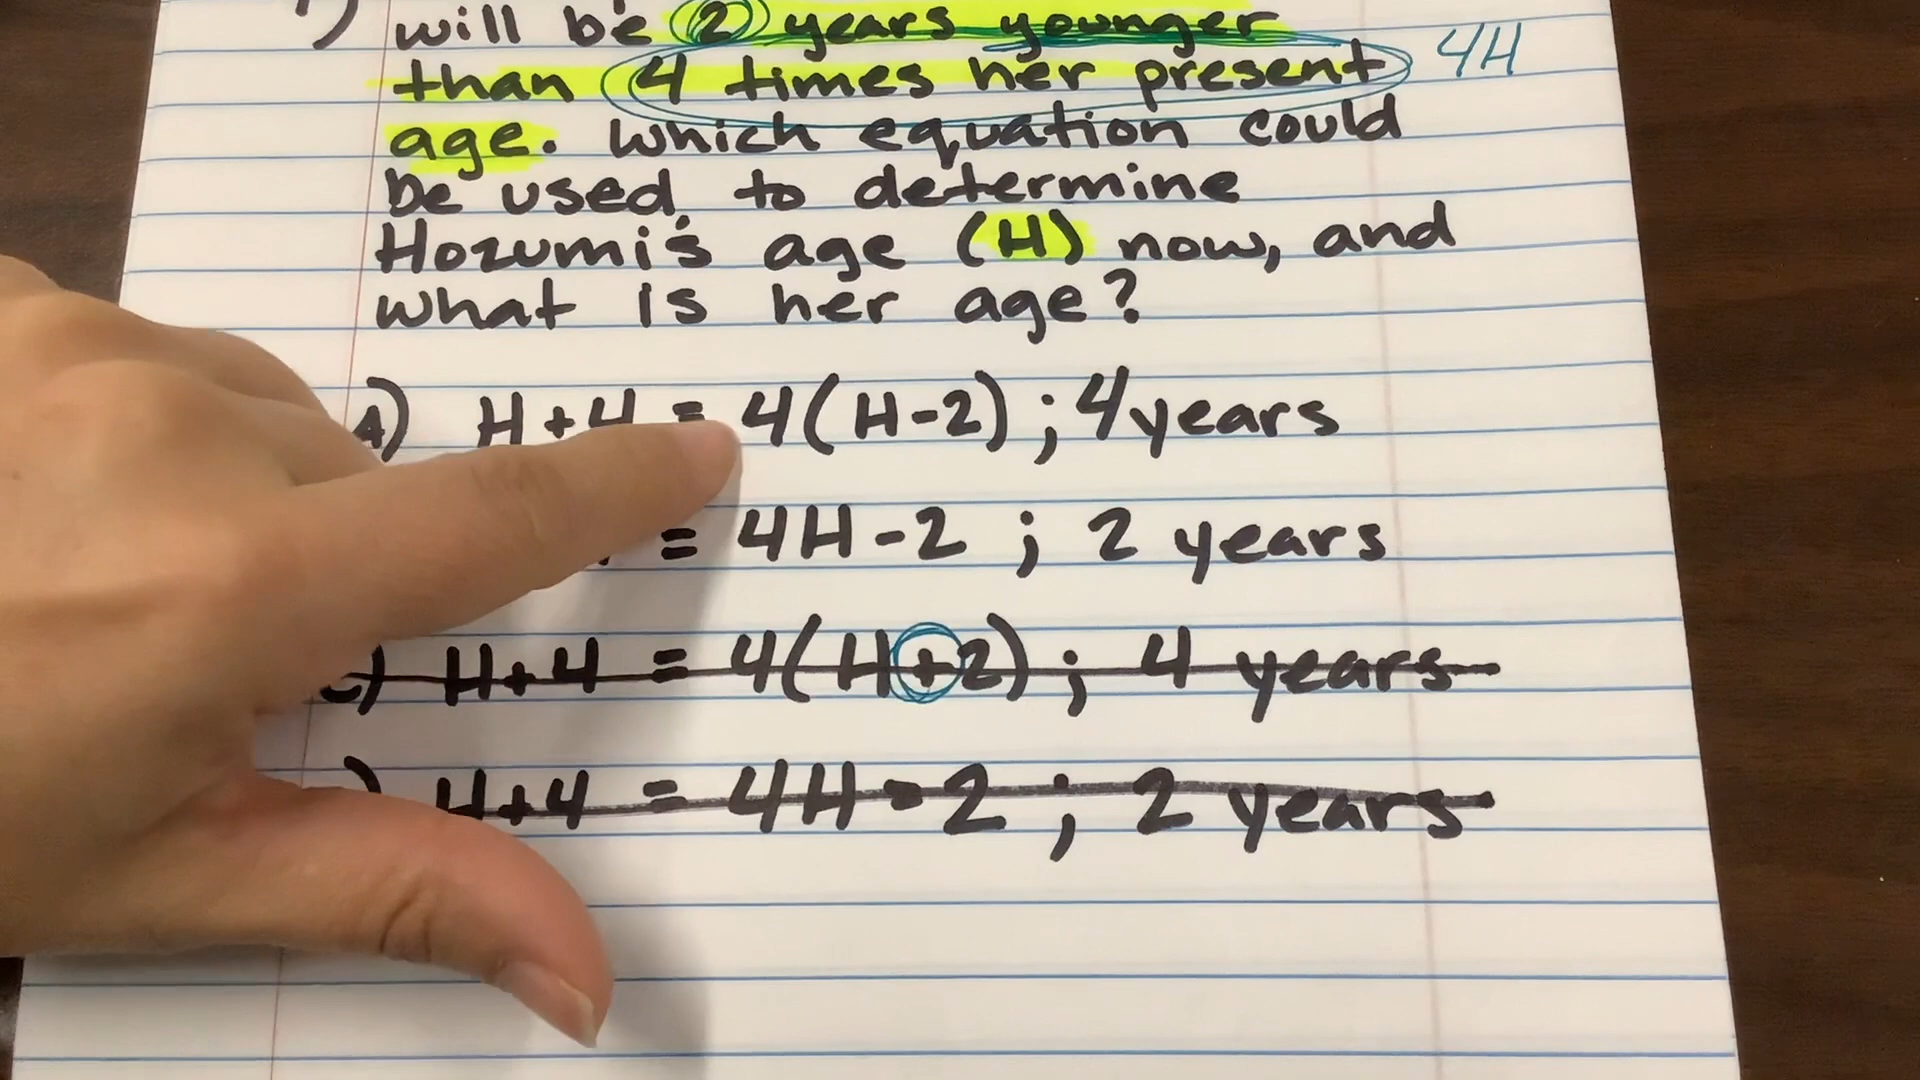 1) will be 2 years younger
than 4 times her present 4H
age. Which equation could
be used to determine
Hozumi's age (H) now, and
what is her age?
A) H+4 = 4(H-2); 4 years
= 4H-2 ; 2 years
C) H+4 = 4(H+2); 4 years
) H+4 = 4H-2 ; 2 years